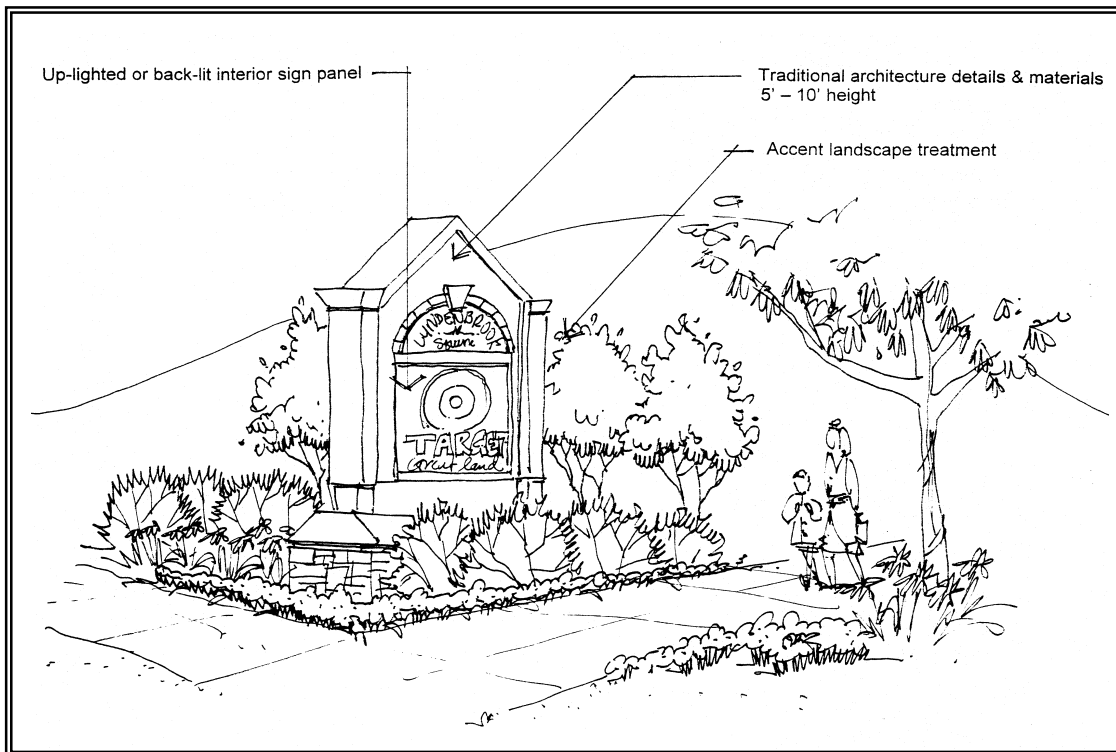 Up-lighted or back-lit interior sign panel
Traditional architecture details & materials
5' – 10' height
Accent landscape treatment
Square
TARGET